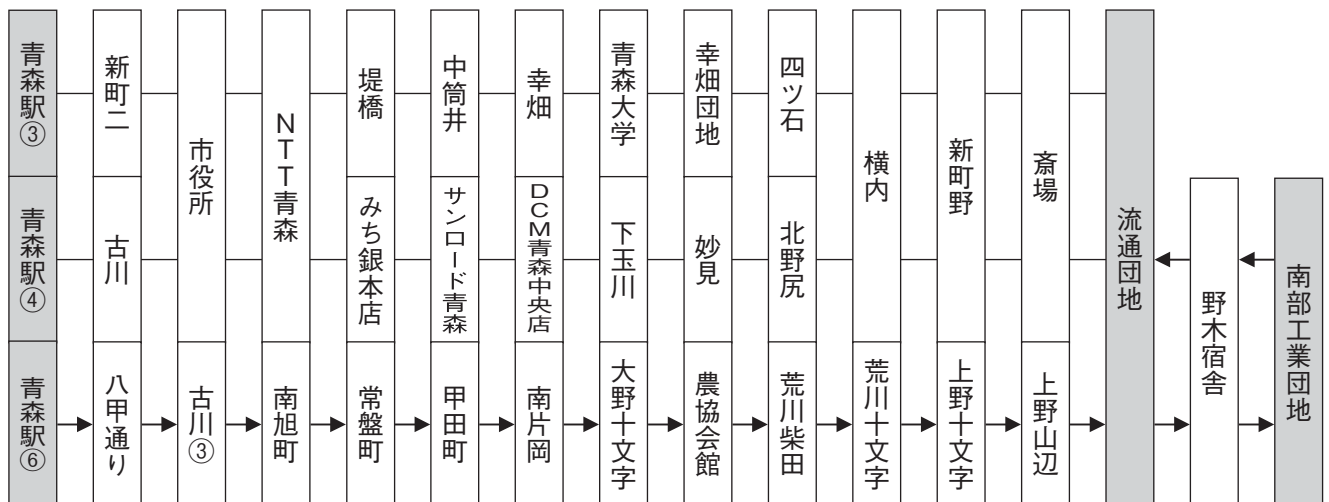 青森駅③
新町二
市役所
NTT青森
堤橋
中筒井
幸畑
青森大学
幸畑団地
四ツ石
横内
新町野
斎場
流通団地
野木宿舎
南部工業団地
青森駅④
古川
みち銀本店
サンロード青森
DCM青森中央店
下玉川
妙見
北野尻
青森駅⑥
八甲通り
古川③
南旭町
常盤町
甲田町
南片岡
大野十文字
農協会館
荒川柴田
荒川十文字
上野十文字
上野山辺